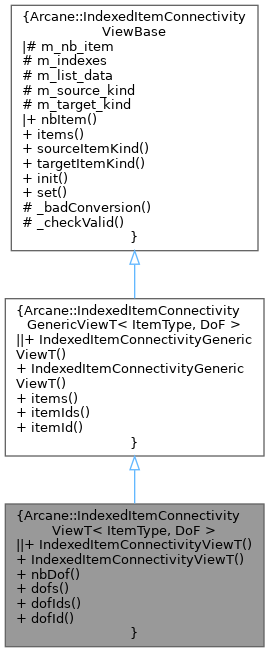 {Arcane::IndexedItemConnectivity
ViewBase
|# m_nb_item
# m_indexes
# m_list_data
# m_source_kind
# m_target_kind
|+ nbItem()
+ items()
+ sourceItemKind()
+ targetItemKind()
+ init()
+ set()
# _badConversion()
# _checkValid()
}
{Arcane::IndexedItemConnectivity
GenericViewT< ItemType, DoF >
||+ IndexedItemConnectivityGeneric
ViewT()
+ IndexedItemConnectivityGeneric
ViewT()
+ items()
+ itemIds()
+ itemId()
}
{Arcane::IndexedItemConnectivity
ViewT< ItemType, DoF >
||+ IndexedItemConnectivityViewT()
+ IndexedItemConnectivityViewT()
+ nbDof()
+ dofs()
+ dofIds()
+ dofId()
}